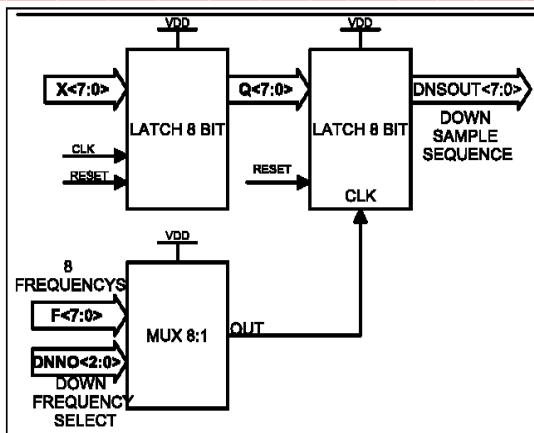 VDD
VDD
X<7:0>
Q<7:0>
DNSOUT<7:0>
LATCH 8 BIT
LATCH 8 BIT
DOWN
SAMPLE
SEQUENCE
CLK
RESET
RESET
CLK
VDD
8
FREQUENCYS
F<7:0>
MUX 8:1
OUT
DNNO<2:0>
DOWN
FREQUENCY
SELECT